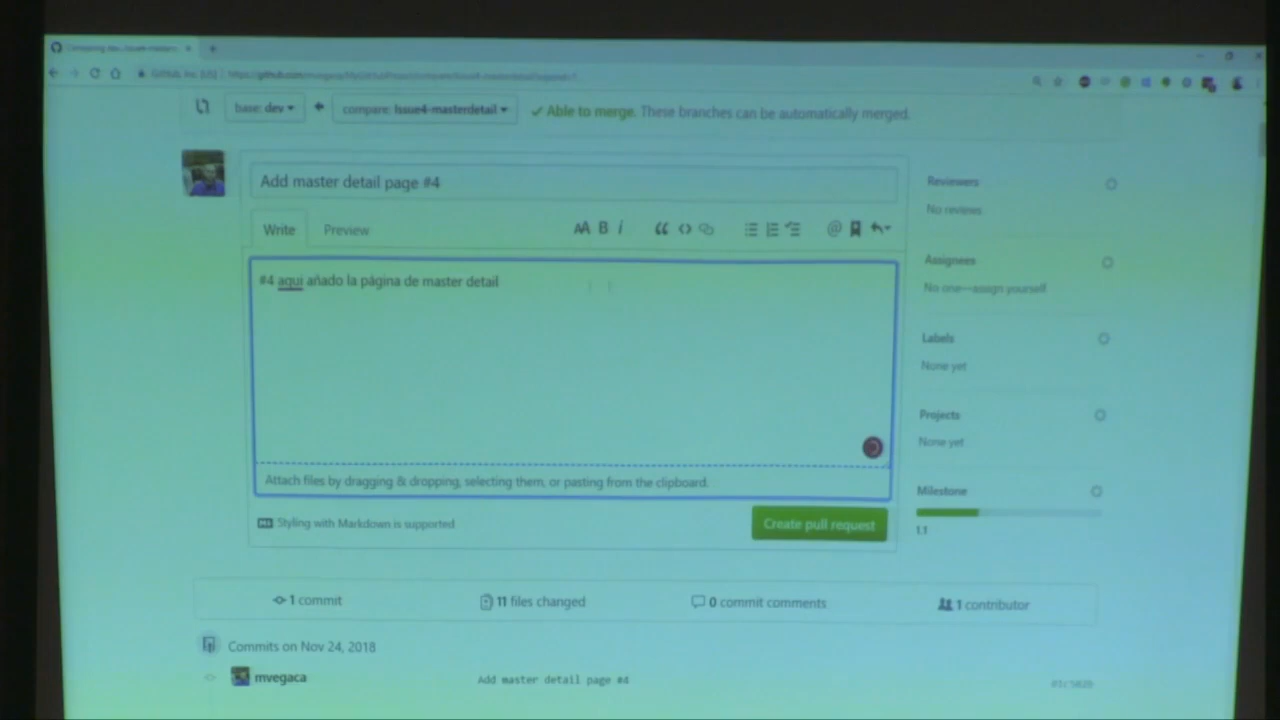 base: dev compare: Issue4-masterdetail Able to merge. These branches can be automatically merged.
Add master detail page #4
Write Preview
AA B i
#4 aqui añado la página de master detail
Attach files by dragging & dropping, selecting them, or pasting from the clipboard.
Styling with Markdown is supported
Create pull request
Reviewers
No reviews
Assignees
No one—assign yourself
Labels
None yet
Projects
None yet
Milestone
1.1
1 commit 11 files changed 0 commit comments 1 contributor
Commits on Nov 24, 2018
mvegaca Add master detail page #4